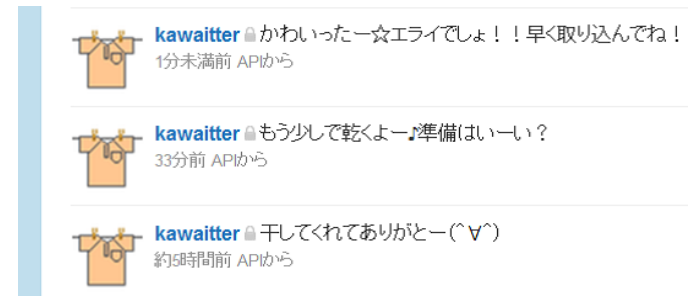 kawaitter かわいったー☆エライでしょ！！早く取り込んでね！
1分未満前 APIから
kawaitter もう少しで乾くよー♪準備はいーい？
33分前 APIから
kawaitter 干してくれてありがとー(^∀^)
約5時間前 APIから